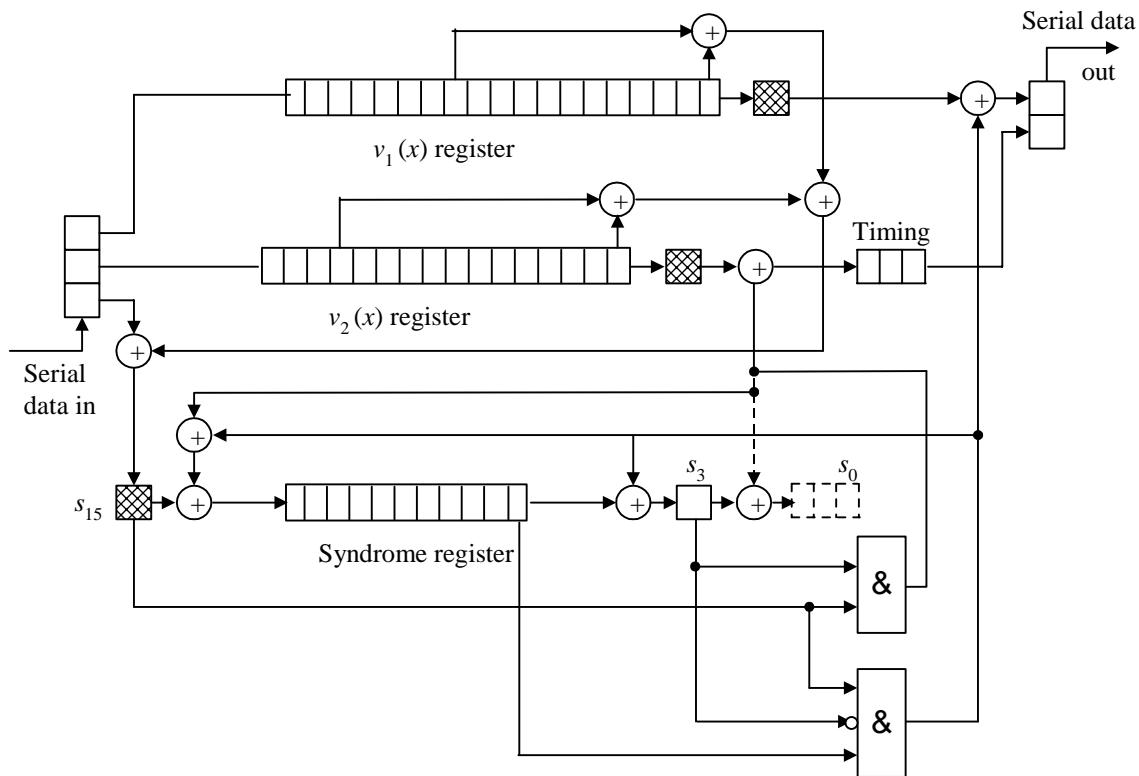 Serial data
out
+
+
v1(x) register
+
+
Timing
+
v2(x) register
+
Serial
data in
+
s3
s0
s15
+
+
+
Syndrome register
&
&